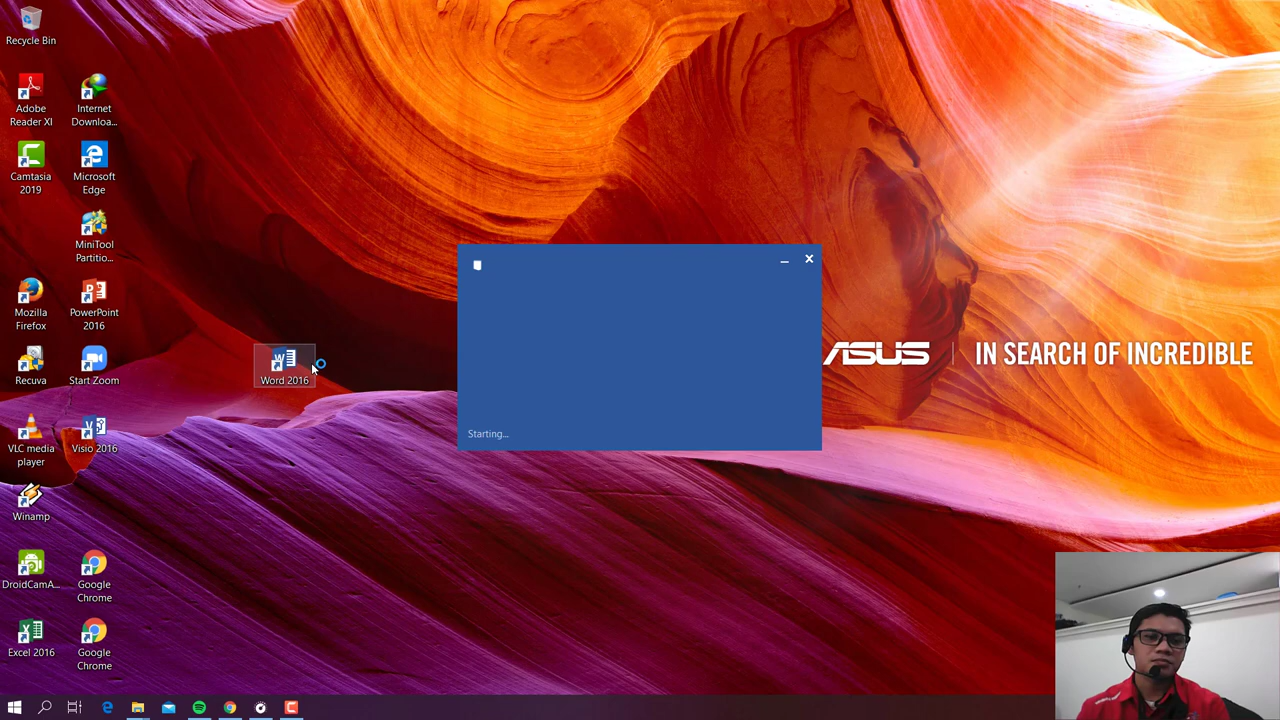 Recycle Bin
Adobe
Reader XI
Internet
Downloa...
Camtasia
2019
Microsoft
Edge
MiniTool
Partitio...
Mozilla
Firefox
PowerPoint
2016
Recuva
Start Zoom
Word 2016
VLC media
player
Visio 2016
Winamp
DroidCamA...
Google
Chrome
Excel 2016
Google
Chrome
Starting...
ASUS
IN SEARCH OF INCREDIBLE